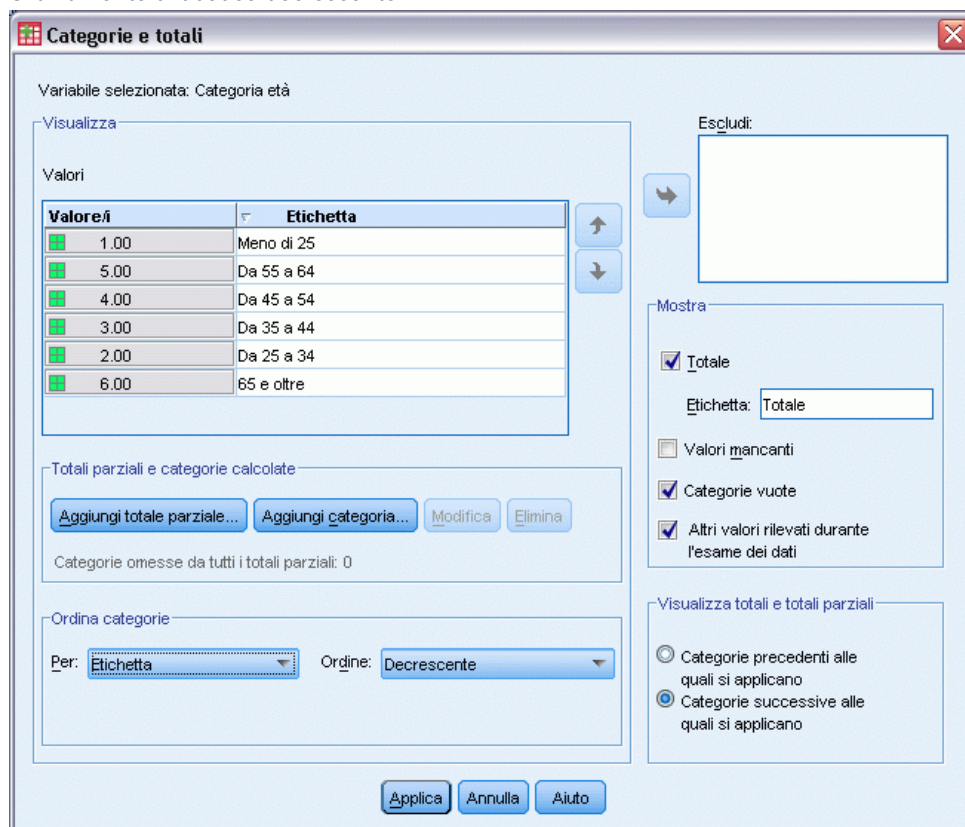 Categorie e totali
Variabile selezionata: Categoria età
Visualizza
Valori
Valore/i Etichetta
1.00 Meno di 25
5.00 Da 55 a 64
4.00 Da 45 a 54
3.00 Da 35 a 44
2.00 Da 25 a 34
6.00 65 e oltre
Totali parziali e categorie calcolate
Aggiungi totale parziale... Aggiungi categoria... Modifica Elimina
Categorie omesse da tutti i totali parziali: 0
Ordina categorie
Per: Etichetta Ordine: Decrescente
Escludi:
Mostra
Totale
Etichetta: Totale
Valori mancanti
Categorie vuote
Altri valori rilevati durante
l'esame dei dati
Visualizza totali e totali parziali
Categorie precedenti alle
quali si applicano
Categorie successive alle
quali si applicano
Applica Annulla Aiuto